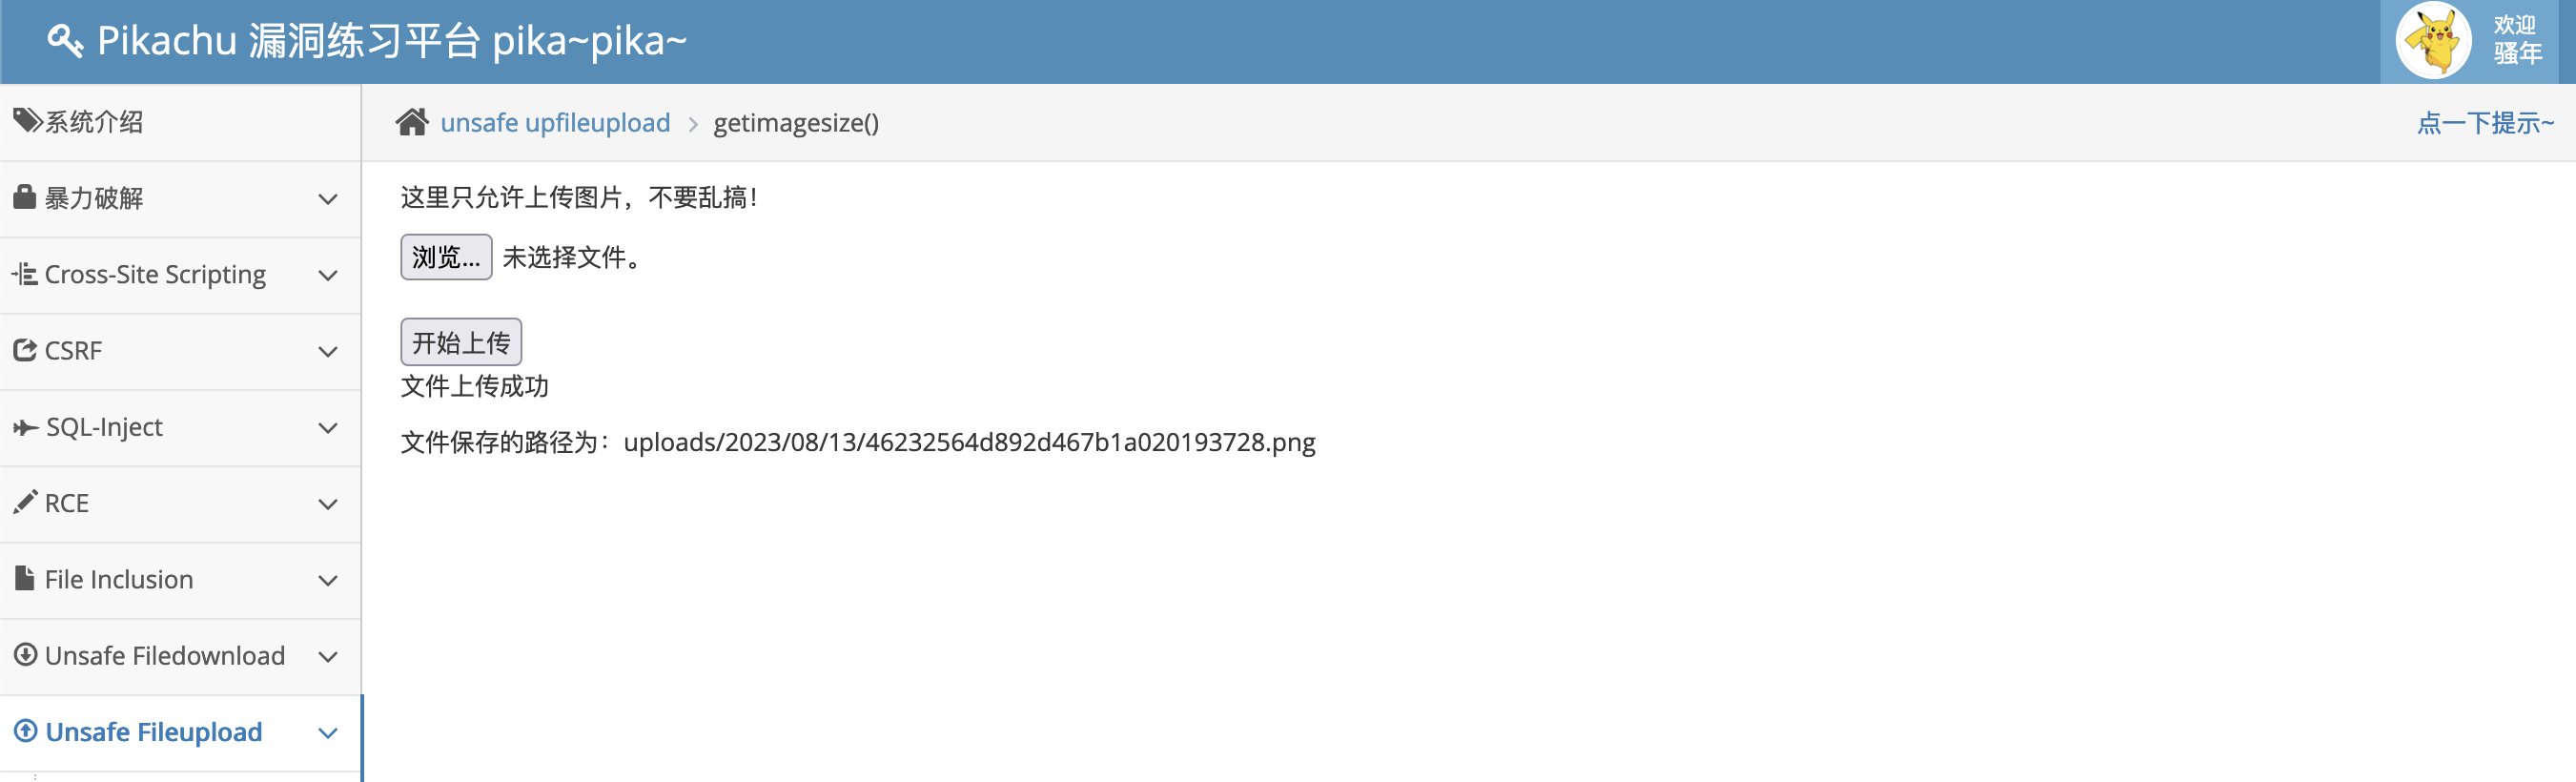 Pikachu 漏洞练习平台 pika~pika~
欢迎
骚年
系统介绍
暴力破解
Cross-Site Scripting
CSRF
SQL-Inject
RCE
File Inclusion
Unsafe Filedownload
Unsafe Fileupload
unsafe upfileupload > getimagesize()
点一下提示~
这里只允许上传图片，不要乱搞！
浏览... 未选择文件。
开始上传
文件上传成功
文件保存的路径为：uploads/2023/08/13/46232564d892d467b1a020193728.png